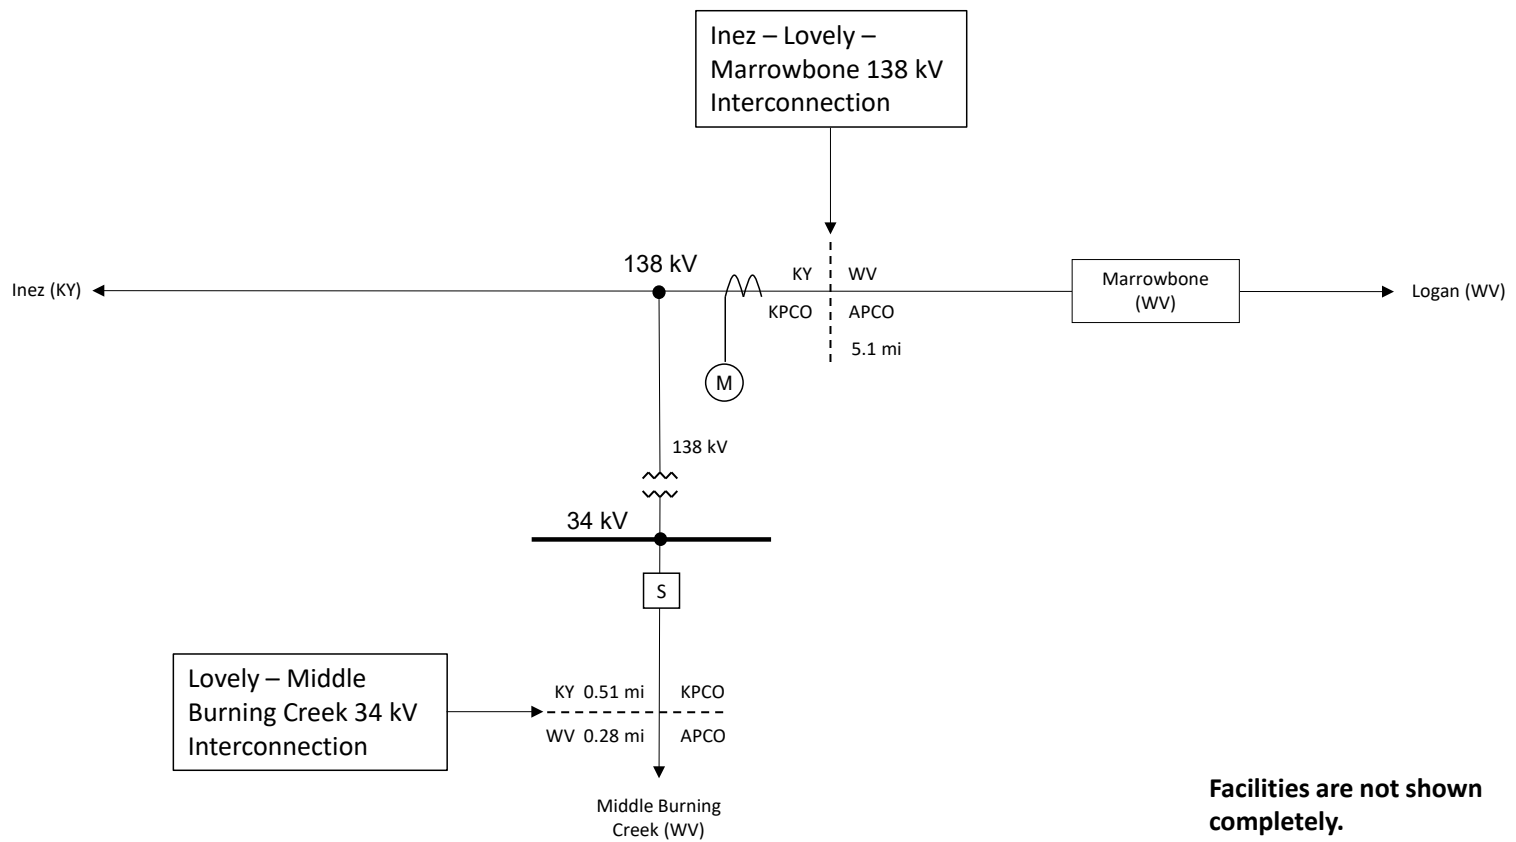 Inez – Lovely –
Marrowbone 138 kV
Interconnection
138 kV
KY
WV
Inez (KY)
Marrowbone
(WV)
Logan (WV)
KPCO
APCO
5.1 mi
M
138 kV
34 kV
S
Lovely – Middle
Burning Creek 34 kV
Interconnection
KY 0.51 mi
KPCO
WV 0.28 mi
APCO
Middle Burning
Creek (WV)
Facilities are not shown
completely.